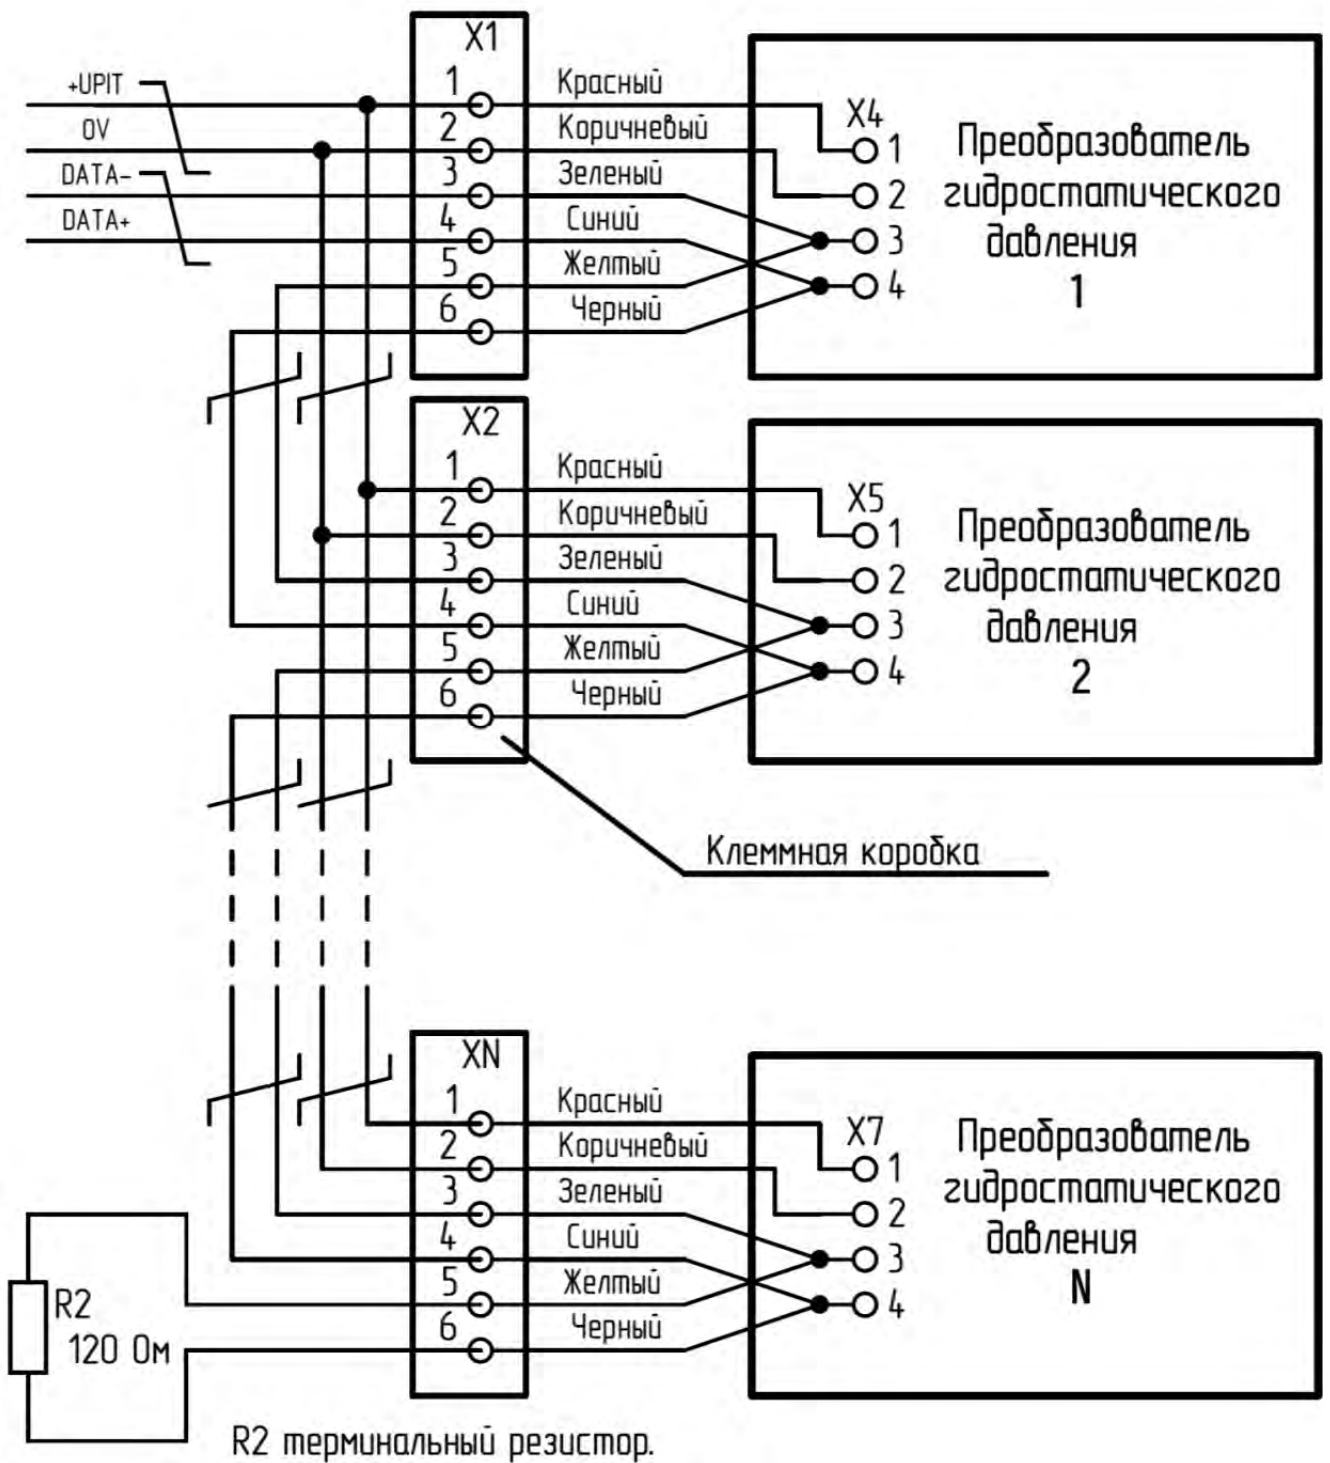 X1
+UPIT
1
Красный
0V
2
Коричневый
DATA-
3
Зеленый
DATA+
4
Синий
5
Желтый
6
Черный
X4
1
2
3
4
Преобразователь
гидростатического
давления
1
X2
1
Красный
2
Коричневый
3
Зеленый
4
Синий
5
Желтый
6
Черный
X5
1
2
3
4
Преобразователь
гидростатического
давления
2
Клеммная коробка
XN
1
Красный
2
Коричневый
3
Зеленый
4
Синий
5
Желтый
6
Черный
X7
1
2
3
4
Преобразователь
гидростатического
давления
N
R2
120 Ом
R2 терминальный резистор.